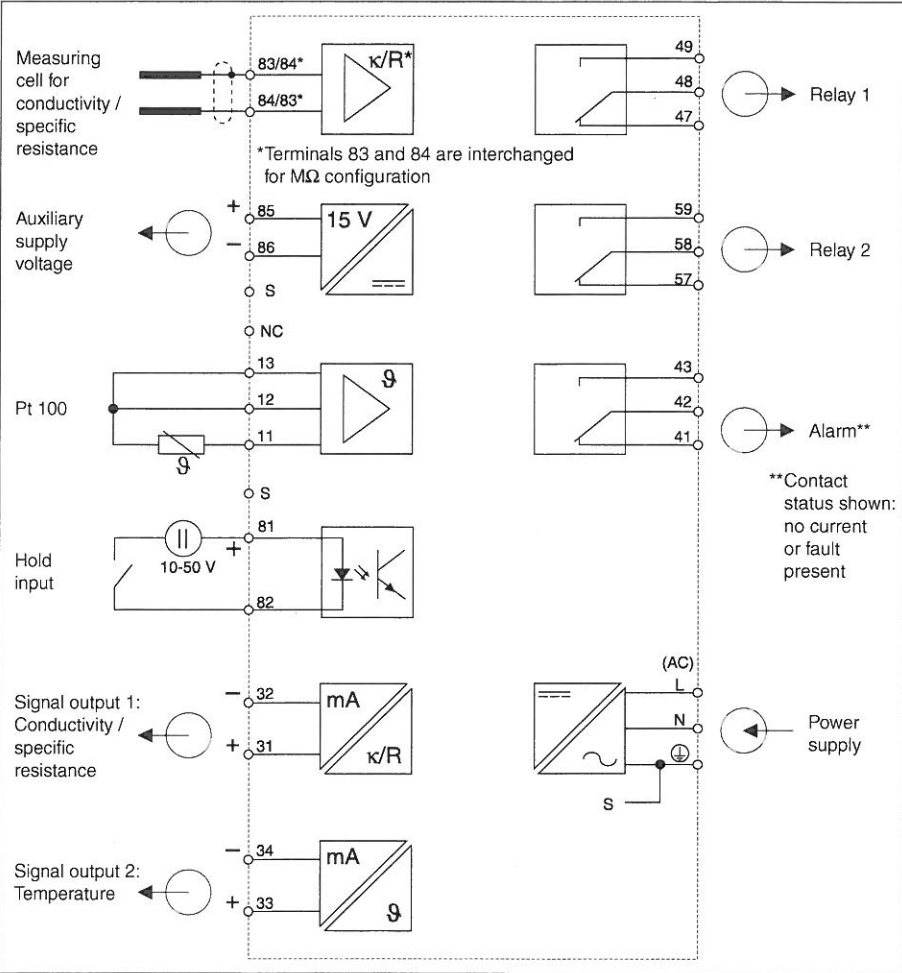 Measuring
cell for
conductivity /
specific
resistance
83/84*
84/83*
κ/R*
*Terminals 83 and 84 are interchanged
for MΩ configuration
49
48
47
Relay 1
Auxiliary
supply
voltage
+
85
−
86
15 V
S
NC
59
58
57
Relay 2
Pt 100
13
12
11
ϑ
ϑ
S
43
42
41
Alarm**
**Contact
status shown:
no current
or fault
present
Hold
input
10-50 V
+
81
82
Signal output 1:
Conductivity /
specific
resistance
−
32
+
31
mA
κ/R
(AC)
L
N
S
Power
supply
Signal output 2:
Temperature
−
34
+
33
mA
ϑ